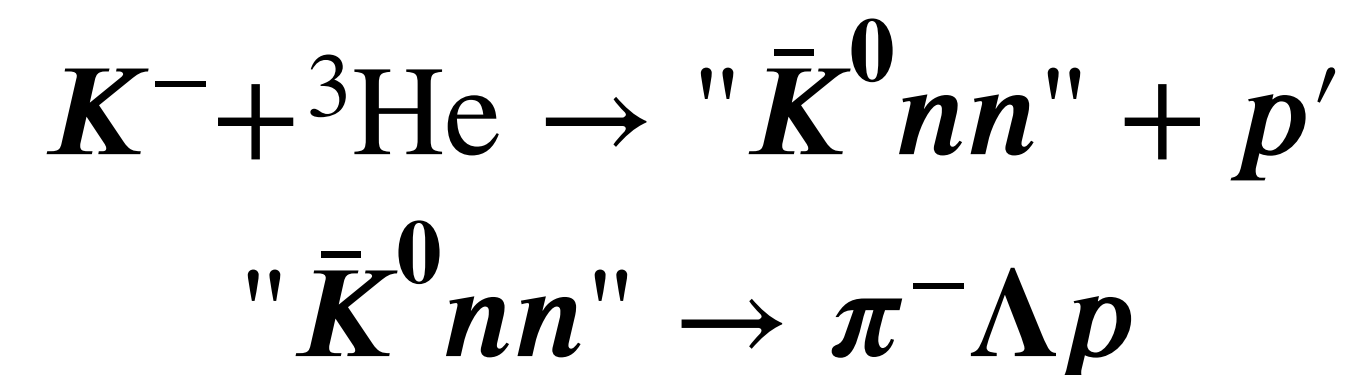 K⁻+³He → "K̄⁰nn" + p′
"K̄⁰nn" → π⁻Λp